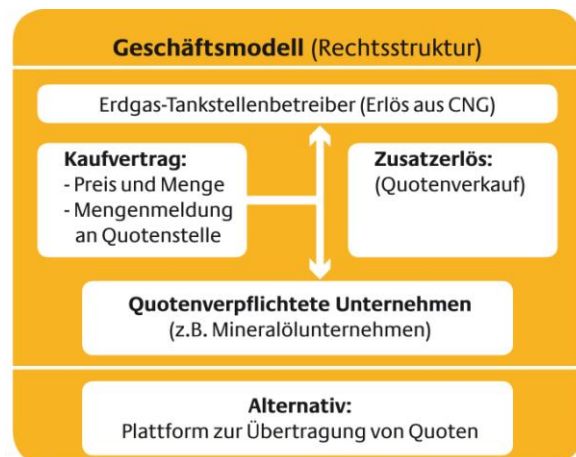 Geschäftsmodell (Rechtsstruktur)
Erdgas-Tankstellenbetreiber (Erlös aus CNG)
Kaufvertrag:
- Preis und Menge
- Mengenmeldung
an Quotenstelle
Zusatzerlös:
(Quotenverkauf)
Quotenverpflichtete Unternehmen
(z.B. Mineralölunternehmen)
Alternativ:
Plattform zur Übertragung von Quoten